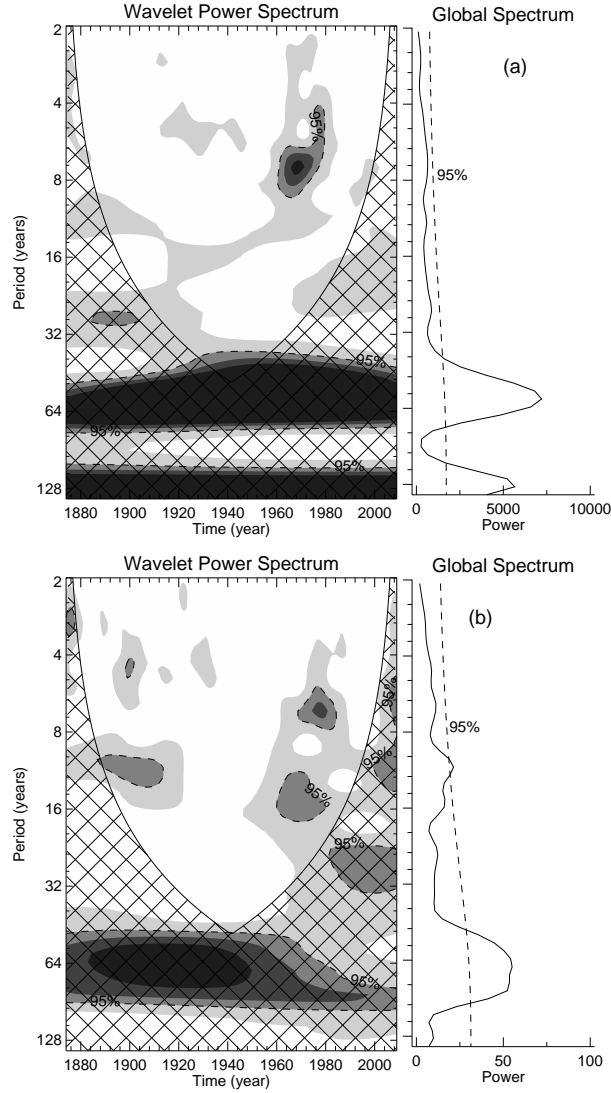 Wavelet Power Spectrum
Global Spectrum
2
4
8
16
32
64
128
Period (years)
95%
95%
95%
95%
1880 1900 1920 1940 1960 1980 2000
Time (year)
(a)
95%
0 5000 10000
Power
Wavelet Power Spectrum
Global Spectrum
2
4
8
16
32
64
128
Period (years)
95%
95%
95%
95%
95%
95%
1880 1900 1920 1940 1960 1980 2000
Time (year)
(b)
95%
0 50 100
Power